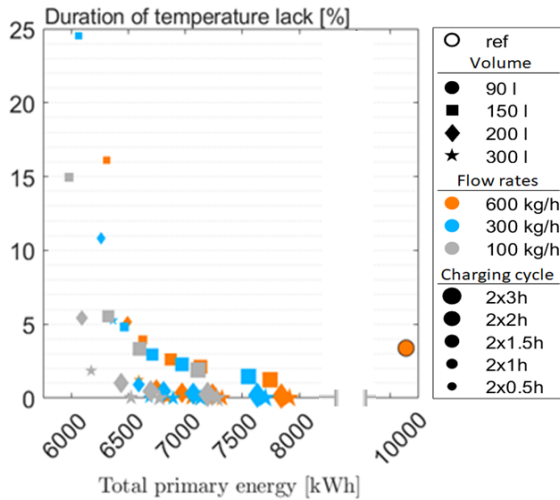 Duration of temperature lack [%]
25
20
15
10
5
0
6000
6500
7000
7500
8000
10000
Total primary energy [kWh]
ref
Volume
90 l
150 l
200 l
300 l
Flow rates
600 kg/h
300 kg/h
100 kg/h
Charging cycle
2x3h
2x2h
2x1.5h
2x1h
2x0.5h